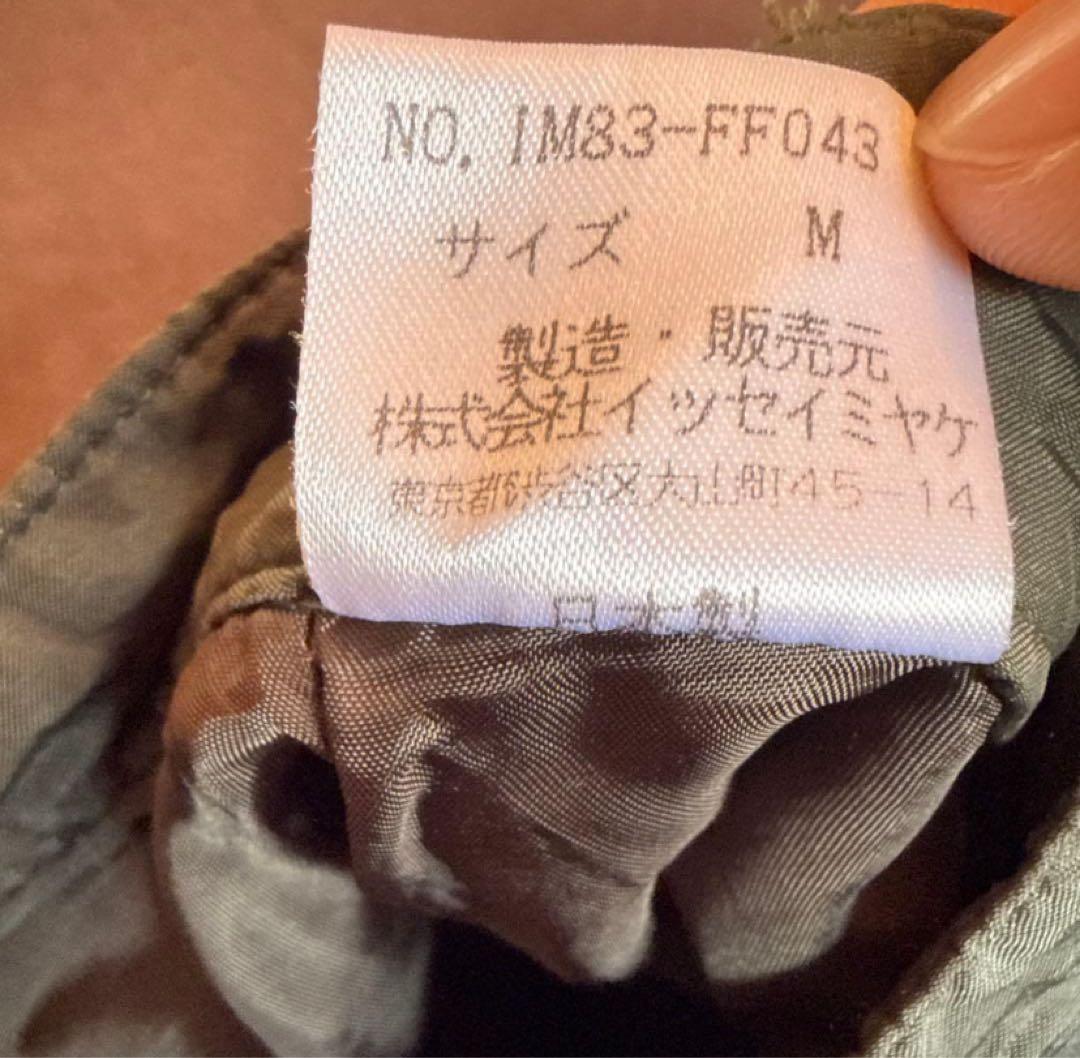 NO. IM83-FF043
サイズ M
製造・販売元
株式会社イッセイミヤケ
東京都渋谷区大山町45-14
日本製